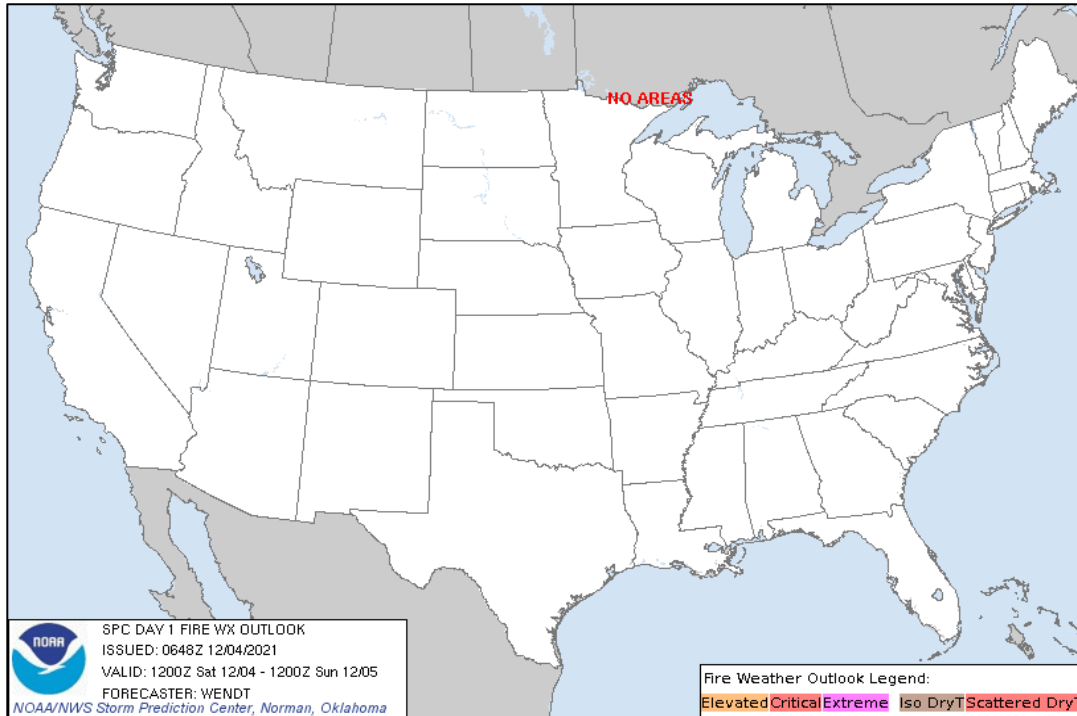 NO AREAS
NOAA
SPC DAY 1 FIRE WX OUTLOOK
ISSUED: 0648Z 12/04/2021
VALID: 1200Z Sat 12/04 - 1200Z Sun 12/05
FORECASTER: WENDT
NOAA/NWS Storm Prediction Center, Norman, Oklahoma
Fire Weather Outlook Legend:
Elevated Critical Extreme Iso DryT Scattered DryT